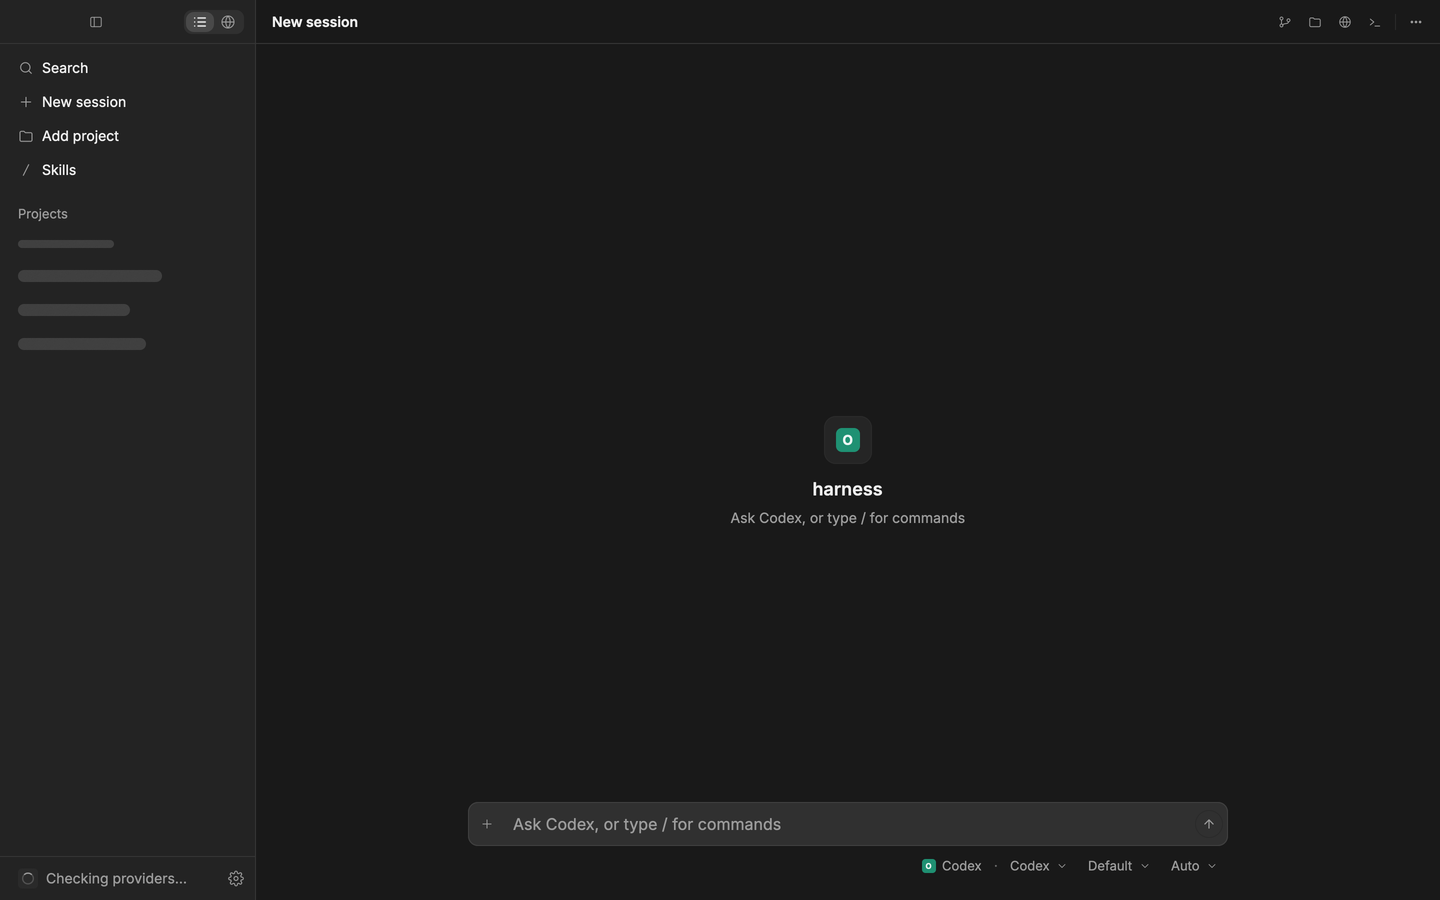 New session
Search
New session
Add project
Skills
Projects
O
harness
Ask Codex, or type / for commands
Ask Codex, or type / for commands
O Codex · Codex Default Auto
Checking providers...